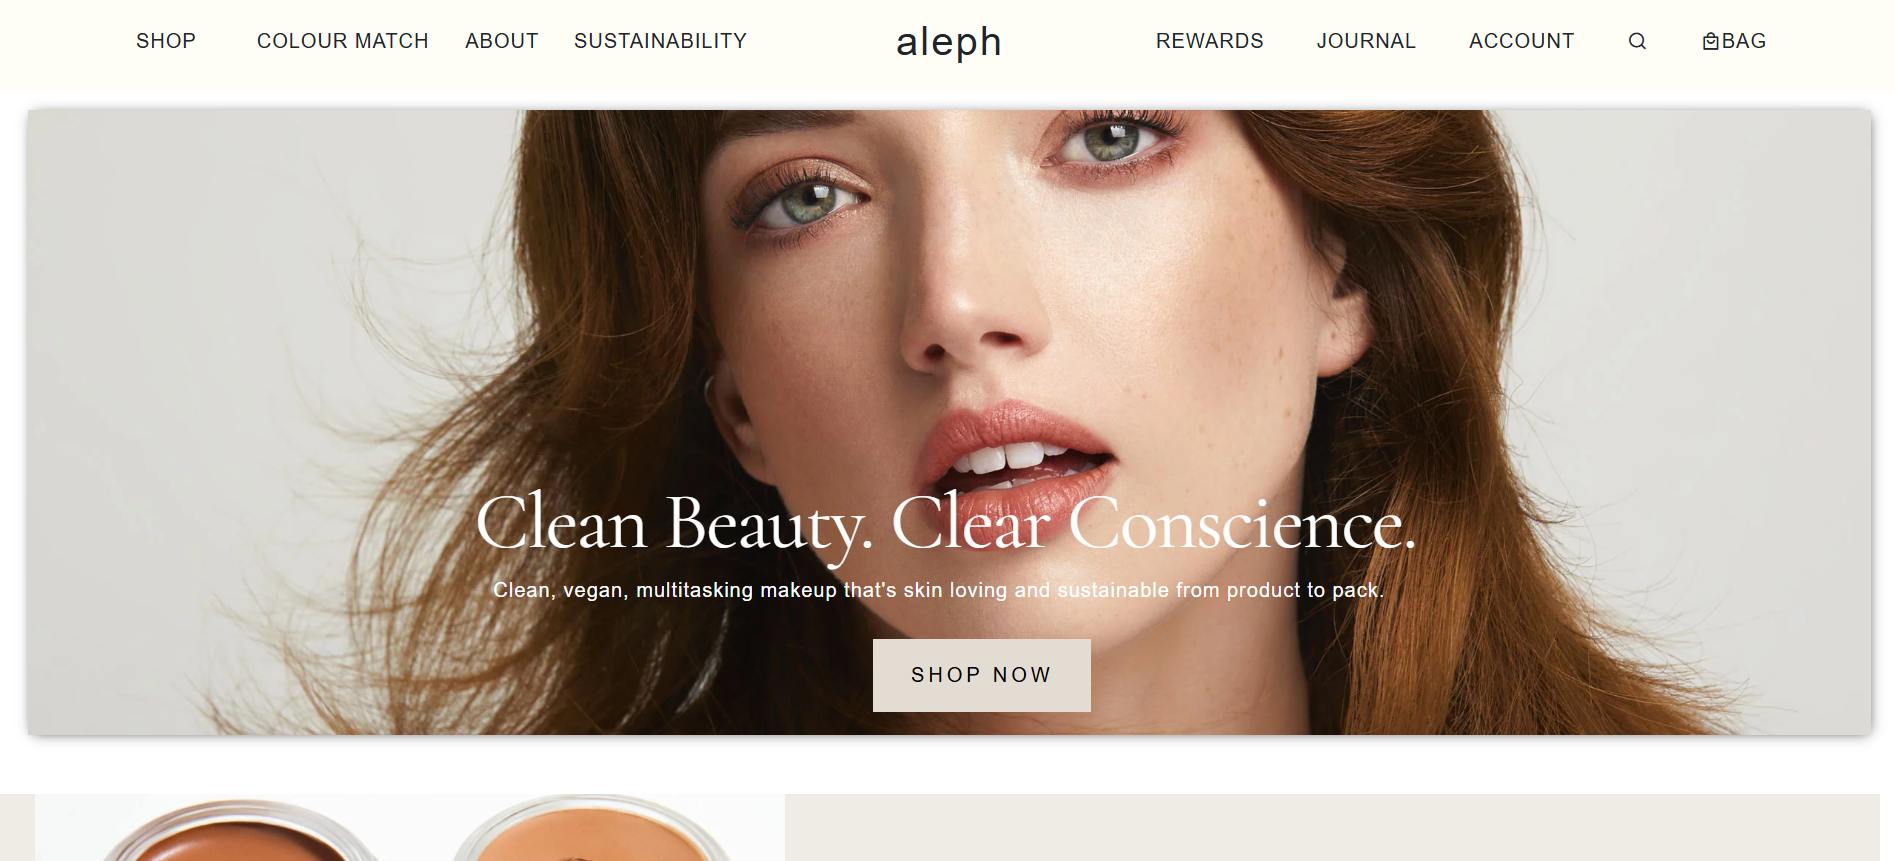 SHOP COLOUR MATCH ABOUT SUSTAINABILITY aleph REWARDS JOURNAL ACCOUNT BAG
Clean Beauty. Clear Conscience.
Clean, vegan, multitasking makeup that's skin loving and sustainable from product to pack.
SHOP NOW